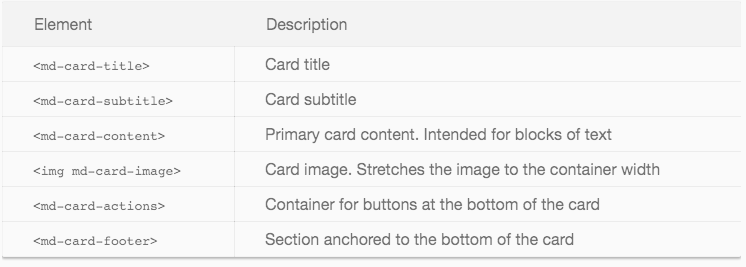 Element Description
<md-card-title> Card title
<md-card-subtitle> Card subtitle
<md-card-content> Primary card content. Intended for blocks of text
<img md-card-image> Card image. Stretches the image to the container width
<md-card-actions> Container for buttons at the bottom of the card
<md-card-footer> Section anchored to the bottom of the card